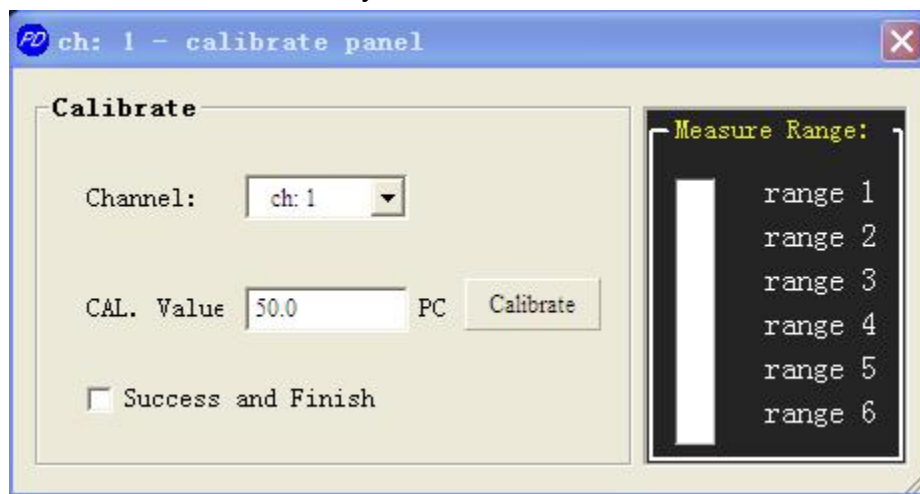 PD ch: 1 - calibrate panel
Calibrate
Channel: ch: 1
CAL. Value 50.0 PC Calibrate
Success and Finish
Measure Range:
range 1
range 2
range 3
range 4
range 5
range 6